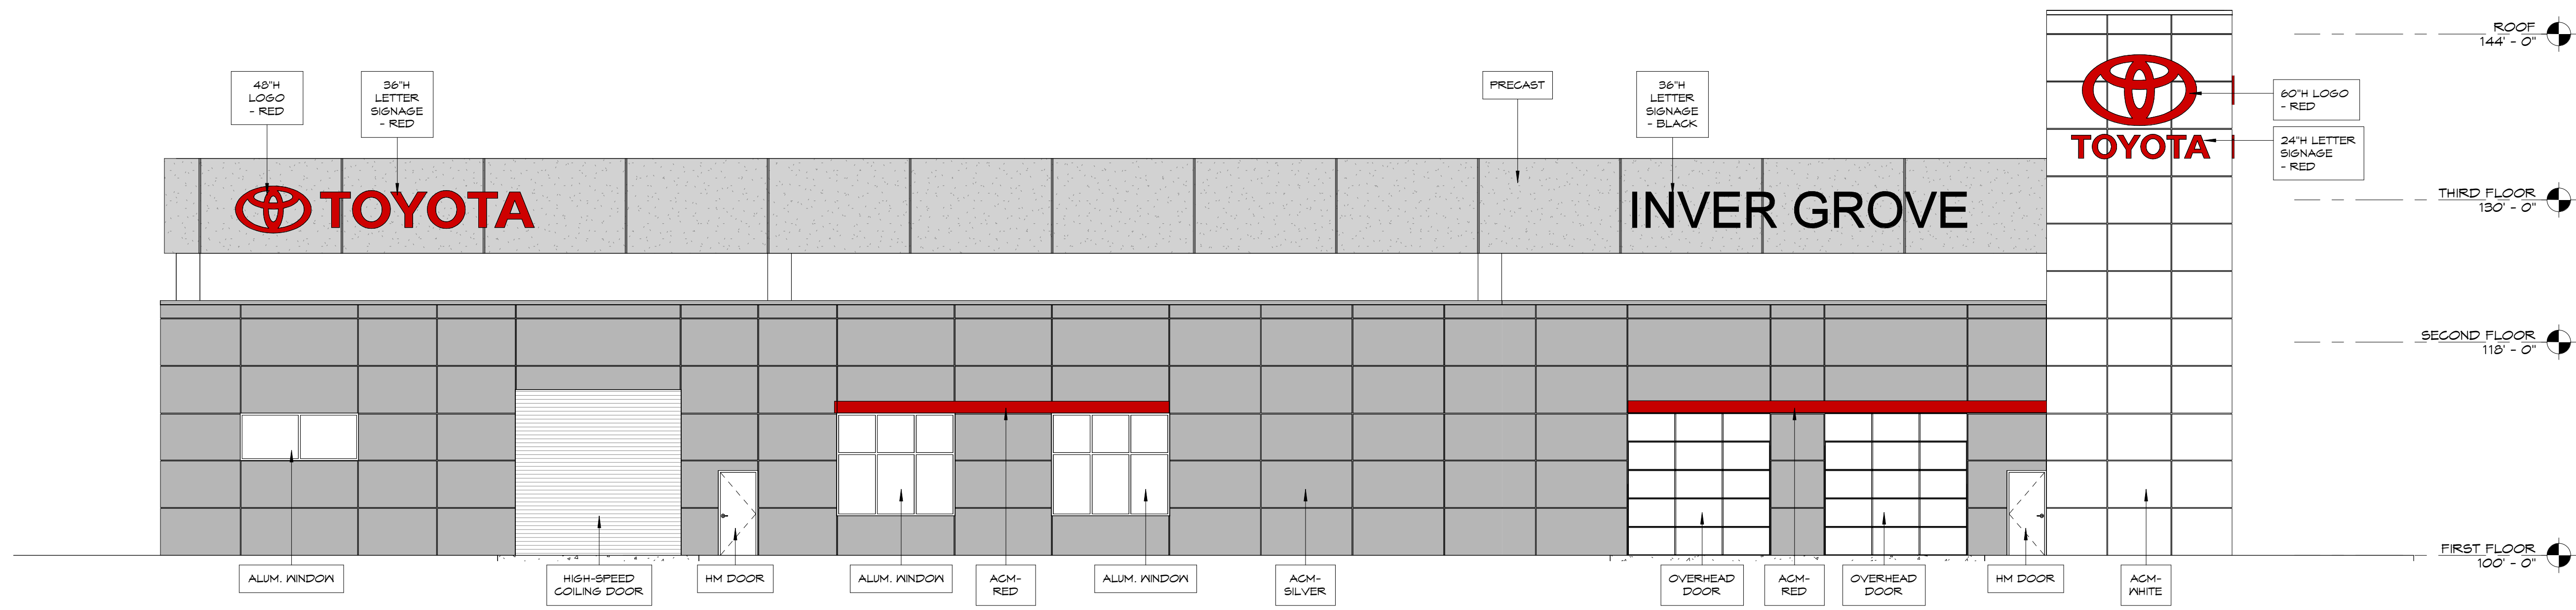 ROOF
144' - 0"
48"H
LOGO
- RED
36"H
LETTER
SIGNAGE
- RED
PRECAST
36"H
LETTER
SIGNAGE
- BLACK
60"H LOGO
- RED
TOYOTA
24"H LETTER
SIGNAGE
- RED
TOYOTA
INVER GROVE
THIRD FLOOR
130' - 0"
SECOND FLOOR
118' - 0"
FIRST FLOOR
100' - 0"
ALUM. WINDOW
HIGH-SPEED
COILING DOOR
HM DOOR
ALUM. WINDOW
ACM-
RED
ALUM. WINDOW
ACM-
SILVER
OVERHEAD
DOOR
ACM-
RED
OVERHEAD
DOOR
HM DOOR
ACM-
WHITE